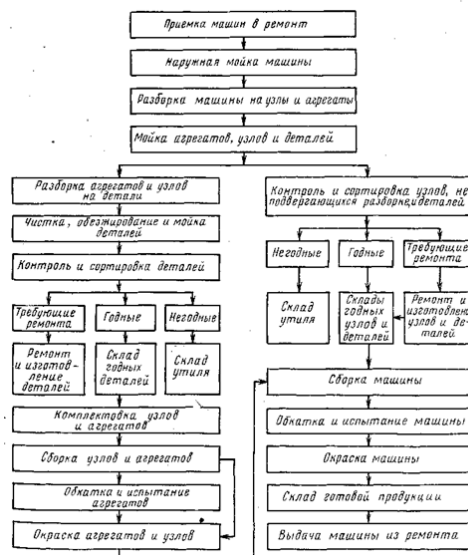 Приемка машин в ремонт
Наружная мойка машины
Разборка машины на узлы и агрегаты
Мойка агрегатов, узлов и деталей
Разборка агрегатов и узлов
на детали
Чистка, обезжиривание и мойка
деталей
Контроль и сортировка деталей
Требующие
ремонта
Годные
Негодные
Ремонт
и изготов-
ление
деталей
Склад
годных
деталей
Склад
утиля
Комплектовка узлов
и агрегатов
Сборка узлов и агрегатов
Обкатка и испытание
агрегатов
Окраска агрегатов и узлов
Контроль и сортировка узлов, не
подвергающихся разборке, и деталей
Негодные
Годные
Требующие
ремонта
Склад
утиля
Склады
годных
узлов и
деталей
Ремонт и
изготовление
узлов и де-
талей
Сборка машины
Обкатка и испытание машины
Окраска машины
Склад готовой продукции
Выдача машины из ремонта